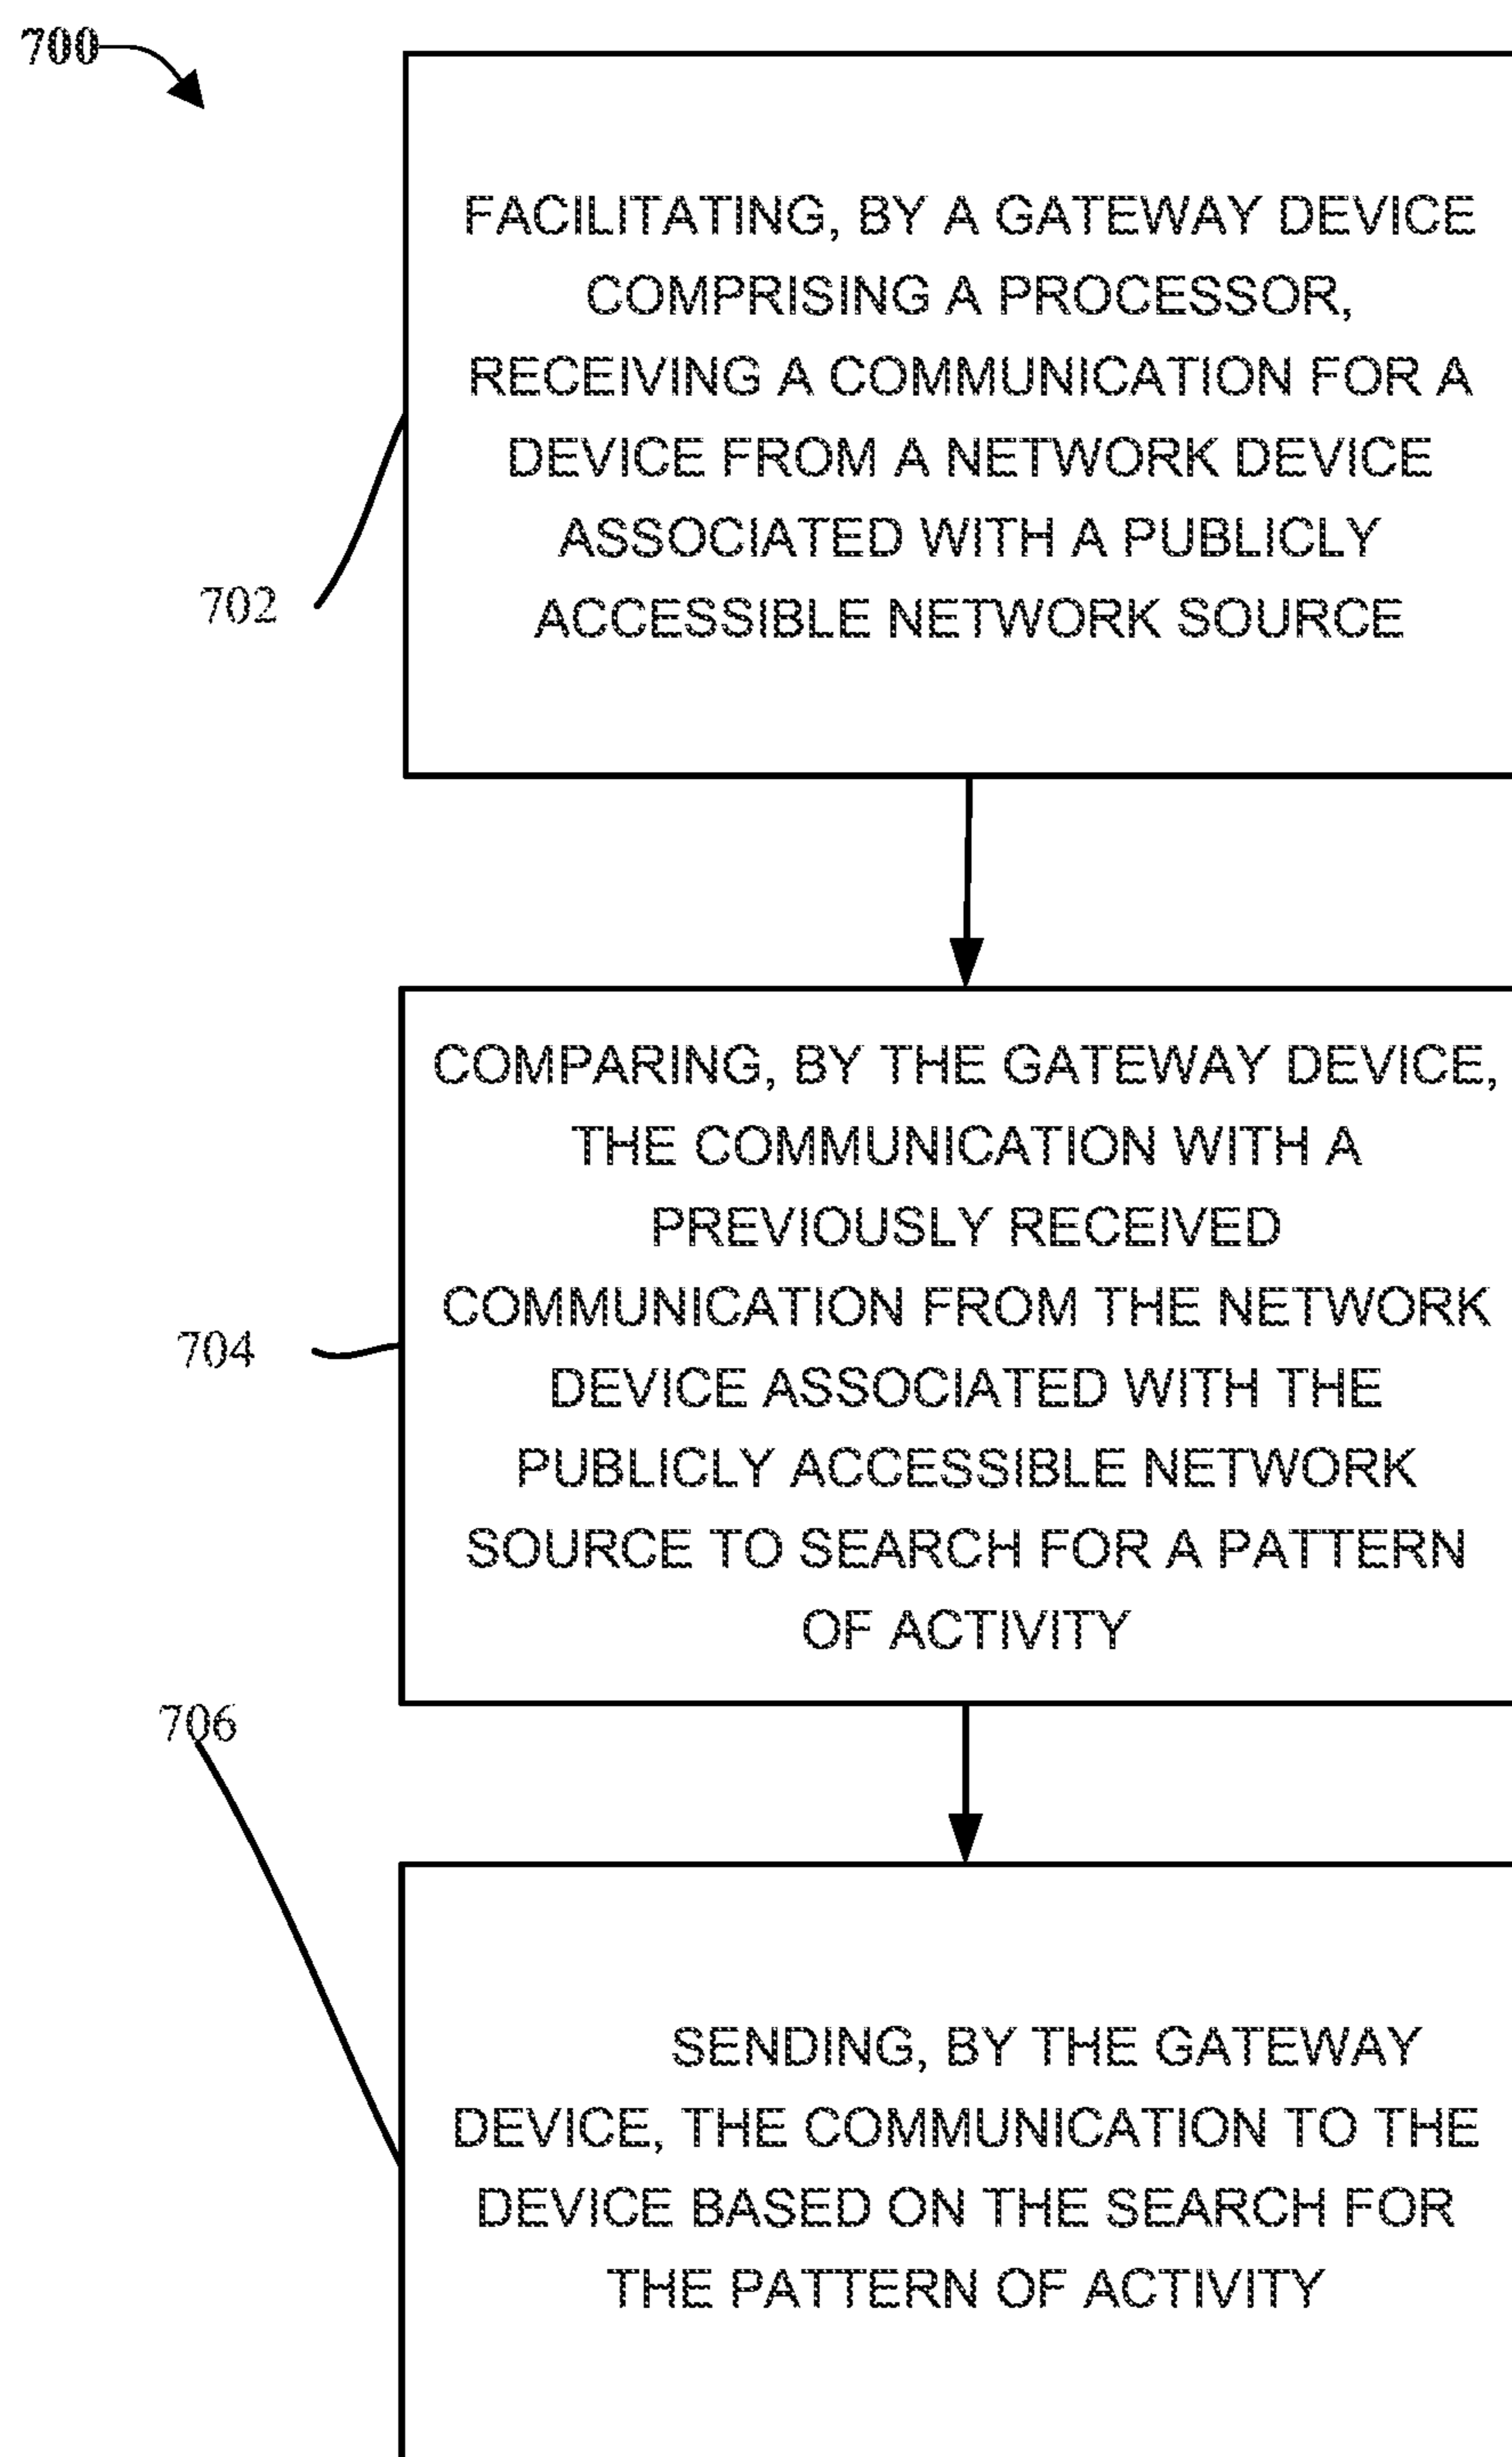 700
FACILITATING, BY A GATEWAY DEVICE
COMPRISING A PROCESSOR,
RECEIVING A COMMUNICATION FOR A
DEVICE FROM A NETWORK DEVICE
ASSOCIATED WITH A PUBLICLY
ACCESSIBLE NETWORK SOURCE
702
COMPARING, BY THE GATEWAY DEVICE,
THE COMMUNICATION WITH A
PREVIOUSLY RECEIVED
COMMUNICATION FROM THE NETWORK
DEVICE ASSOCIATED WITH THE
PUBLICLY ACCESSIBLE NETWORK
SOURCE TO SEARCH FOR A PATTERN
OF ACTIVITY
704
706
SENDING, BY THE GATEWAY
DEVICE, THE COMMUNICATION TO THE
DEVICE BASED ON THE SEARCH FOR
THE PATTERN OF ACTIVITY